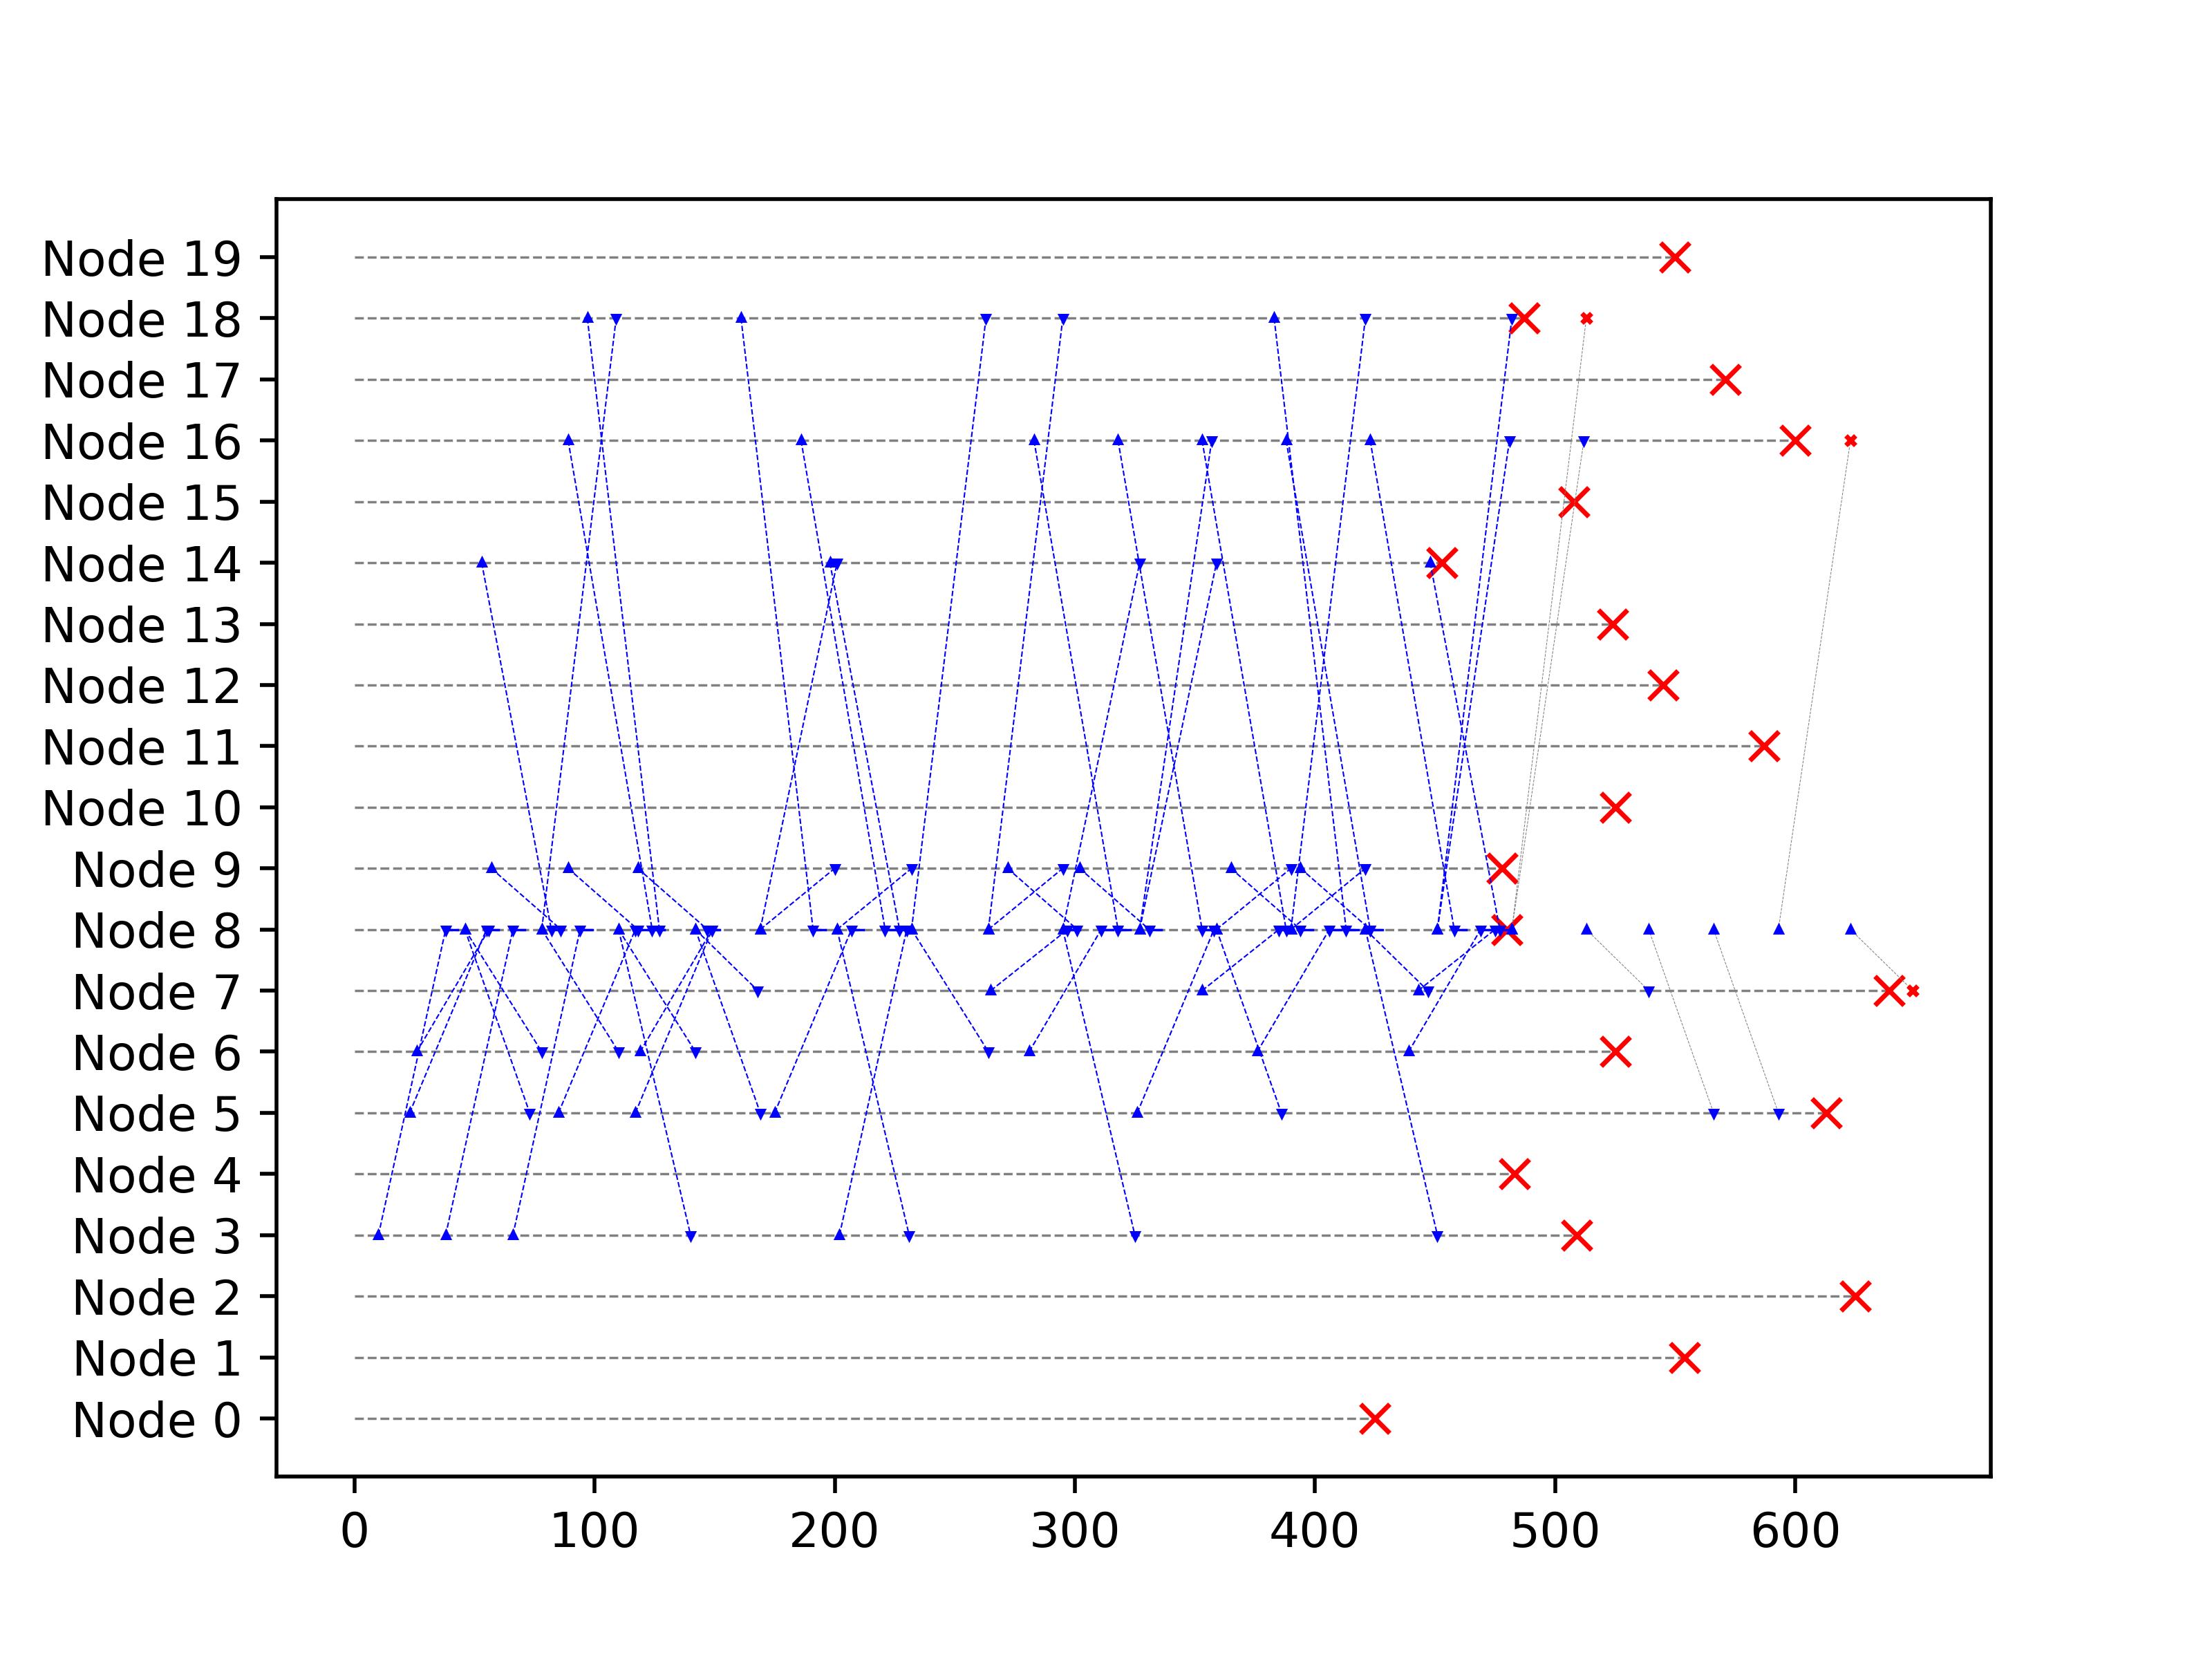 Node 19
Node 18
Node 17
Node 16
Node 15
Node 14
Node 13
Node 12
Node 11
Node 10
Node 9
Node 8
Node 7
Node 6
Node 5
Node 4
Node 3
Node 2
Node 1
Node 0
0 100 200 300 400 500 600